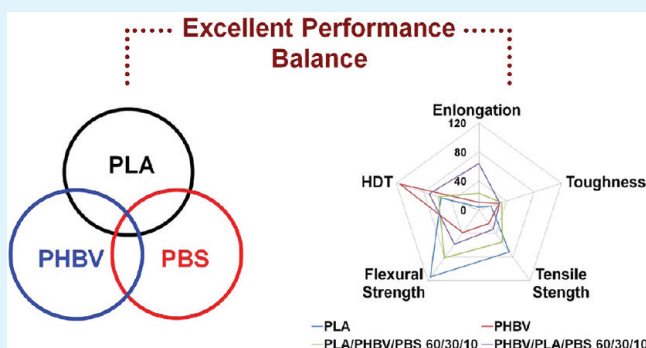 Excellent Performance
Balance
PLA
PHBV
PBS
Enlongation
120
80
40
0
HDT
Toughness
Flexural
Strength
Tensile
Stength
PLA
PHBV
PLA/PHBV/PBS 60/30/10
PHBV/PLA/PBS 60/30/10